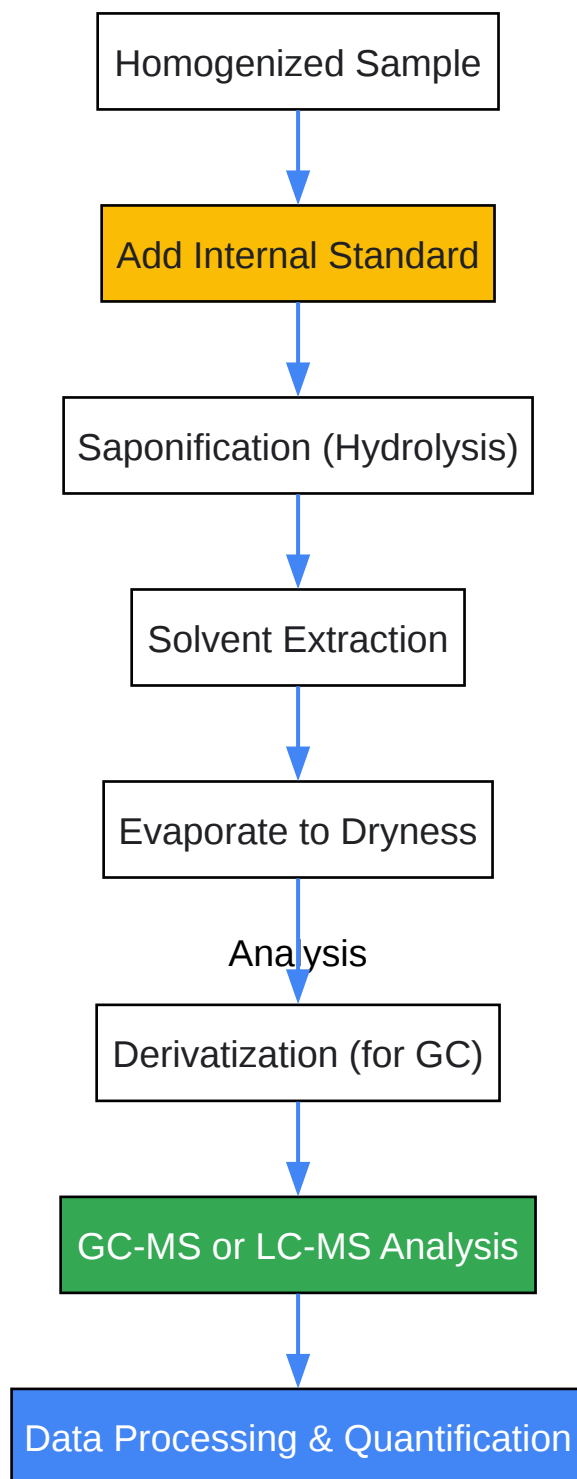 Homogenized Sample
Add Internal Standard
Saponification (Hydrolysis)
Solvent Extraction
Evaporate to Dryness
Analysis
Derivatization (for GC)
GC-MS or LC-MS Analysis
Data Processing & Quantification